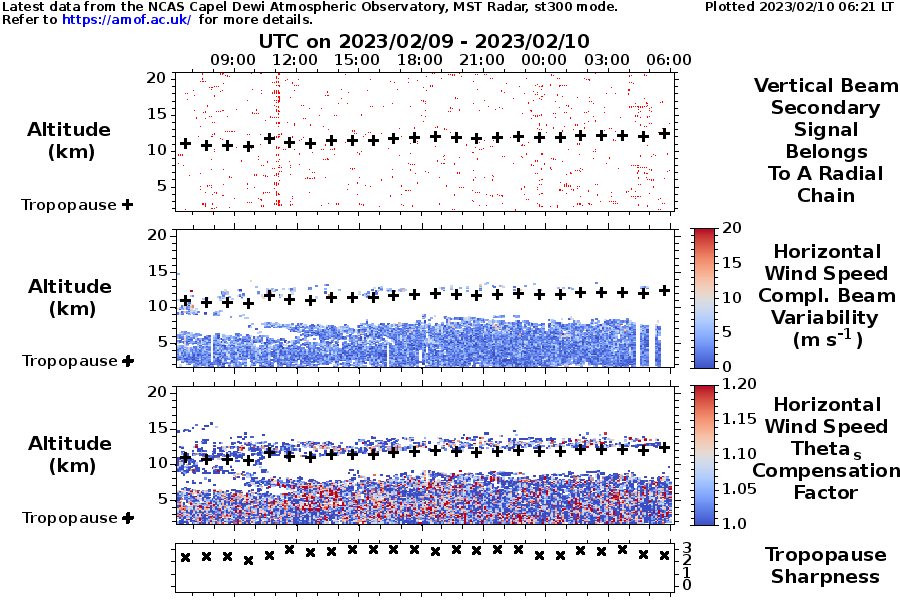 Latest data from the NCAS Capel Dewi Atmospheric Observatory, MST Radar, st300 mode.
Plotted 2023/02/10 06:21 LT
Refer to https://amof.ac.uk/ for more details.
UTC on 2023/02/09 - 2023/02/10
09:00 12:00 15:00 18:00 21:00 00:00 03:00 06:00
20
15
10
5
Altitude
(km)
Tropopause +
Vertical Beam
Secondary
Signal
Belongs
To A Radial
Chain
20
15
10
5
Altitude
(km)
Tropopause +
20
15
10
5
0
Horizontal
Wind Speed
Compl. Beam
Variability
(m s-1)
20
15
10
5
Altitude
(km)
Tropopause +
1.20
1.15
1.10
1.05
1.0
Horizontal
Wind Speed
Theta s
Compensation
Factor
3
2
1
0
Tropopause
Sharpness